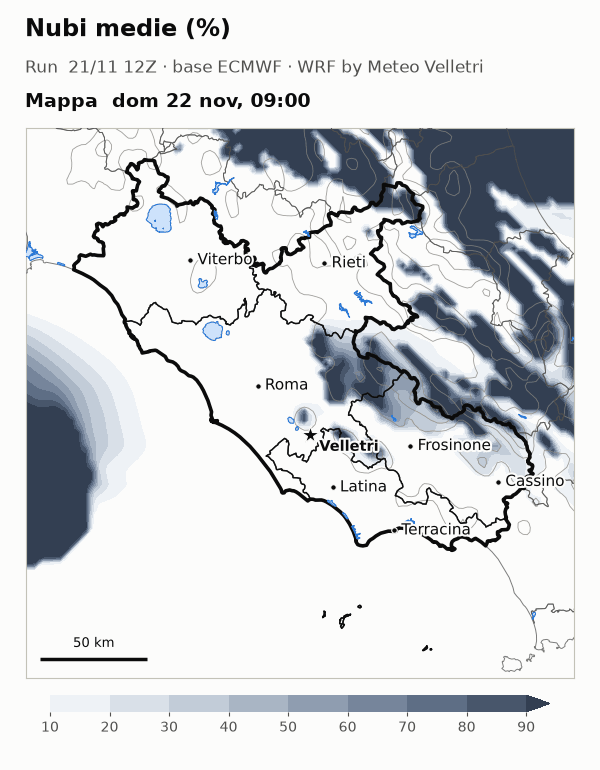 Nubi medie (%)
Run  21/11 12Z · base ECMWF · WRF by Meteo Velletri
Mappa  dom 22 nov, 09:00
Viterbo
Rieti
Roma
Velletri
Frosinone
Cassino
Latina
Terracina
50 km
10 20 30 40 50 60 70 80 90